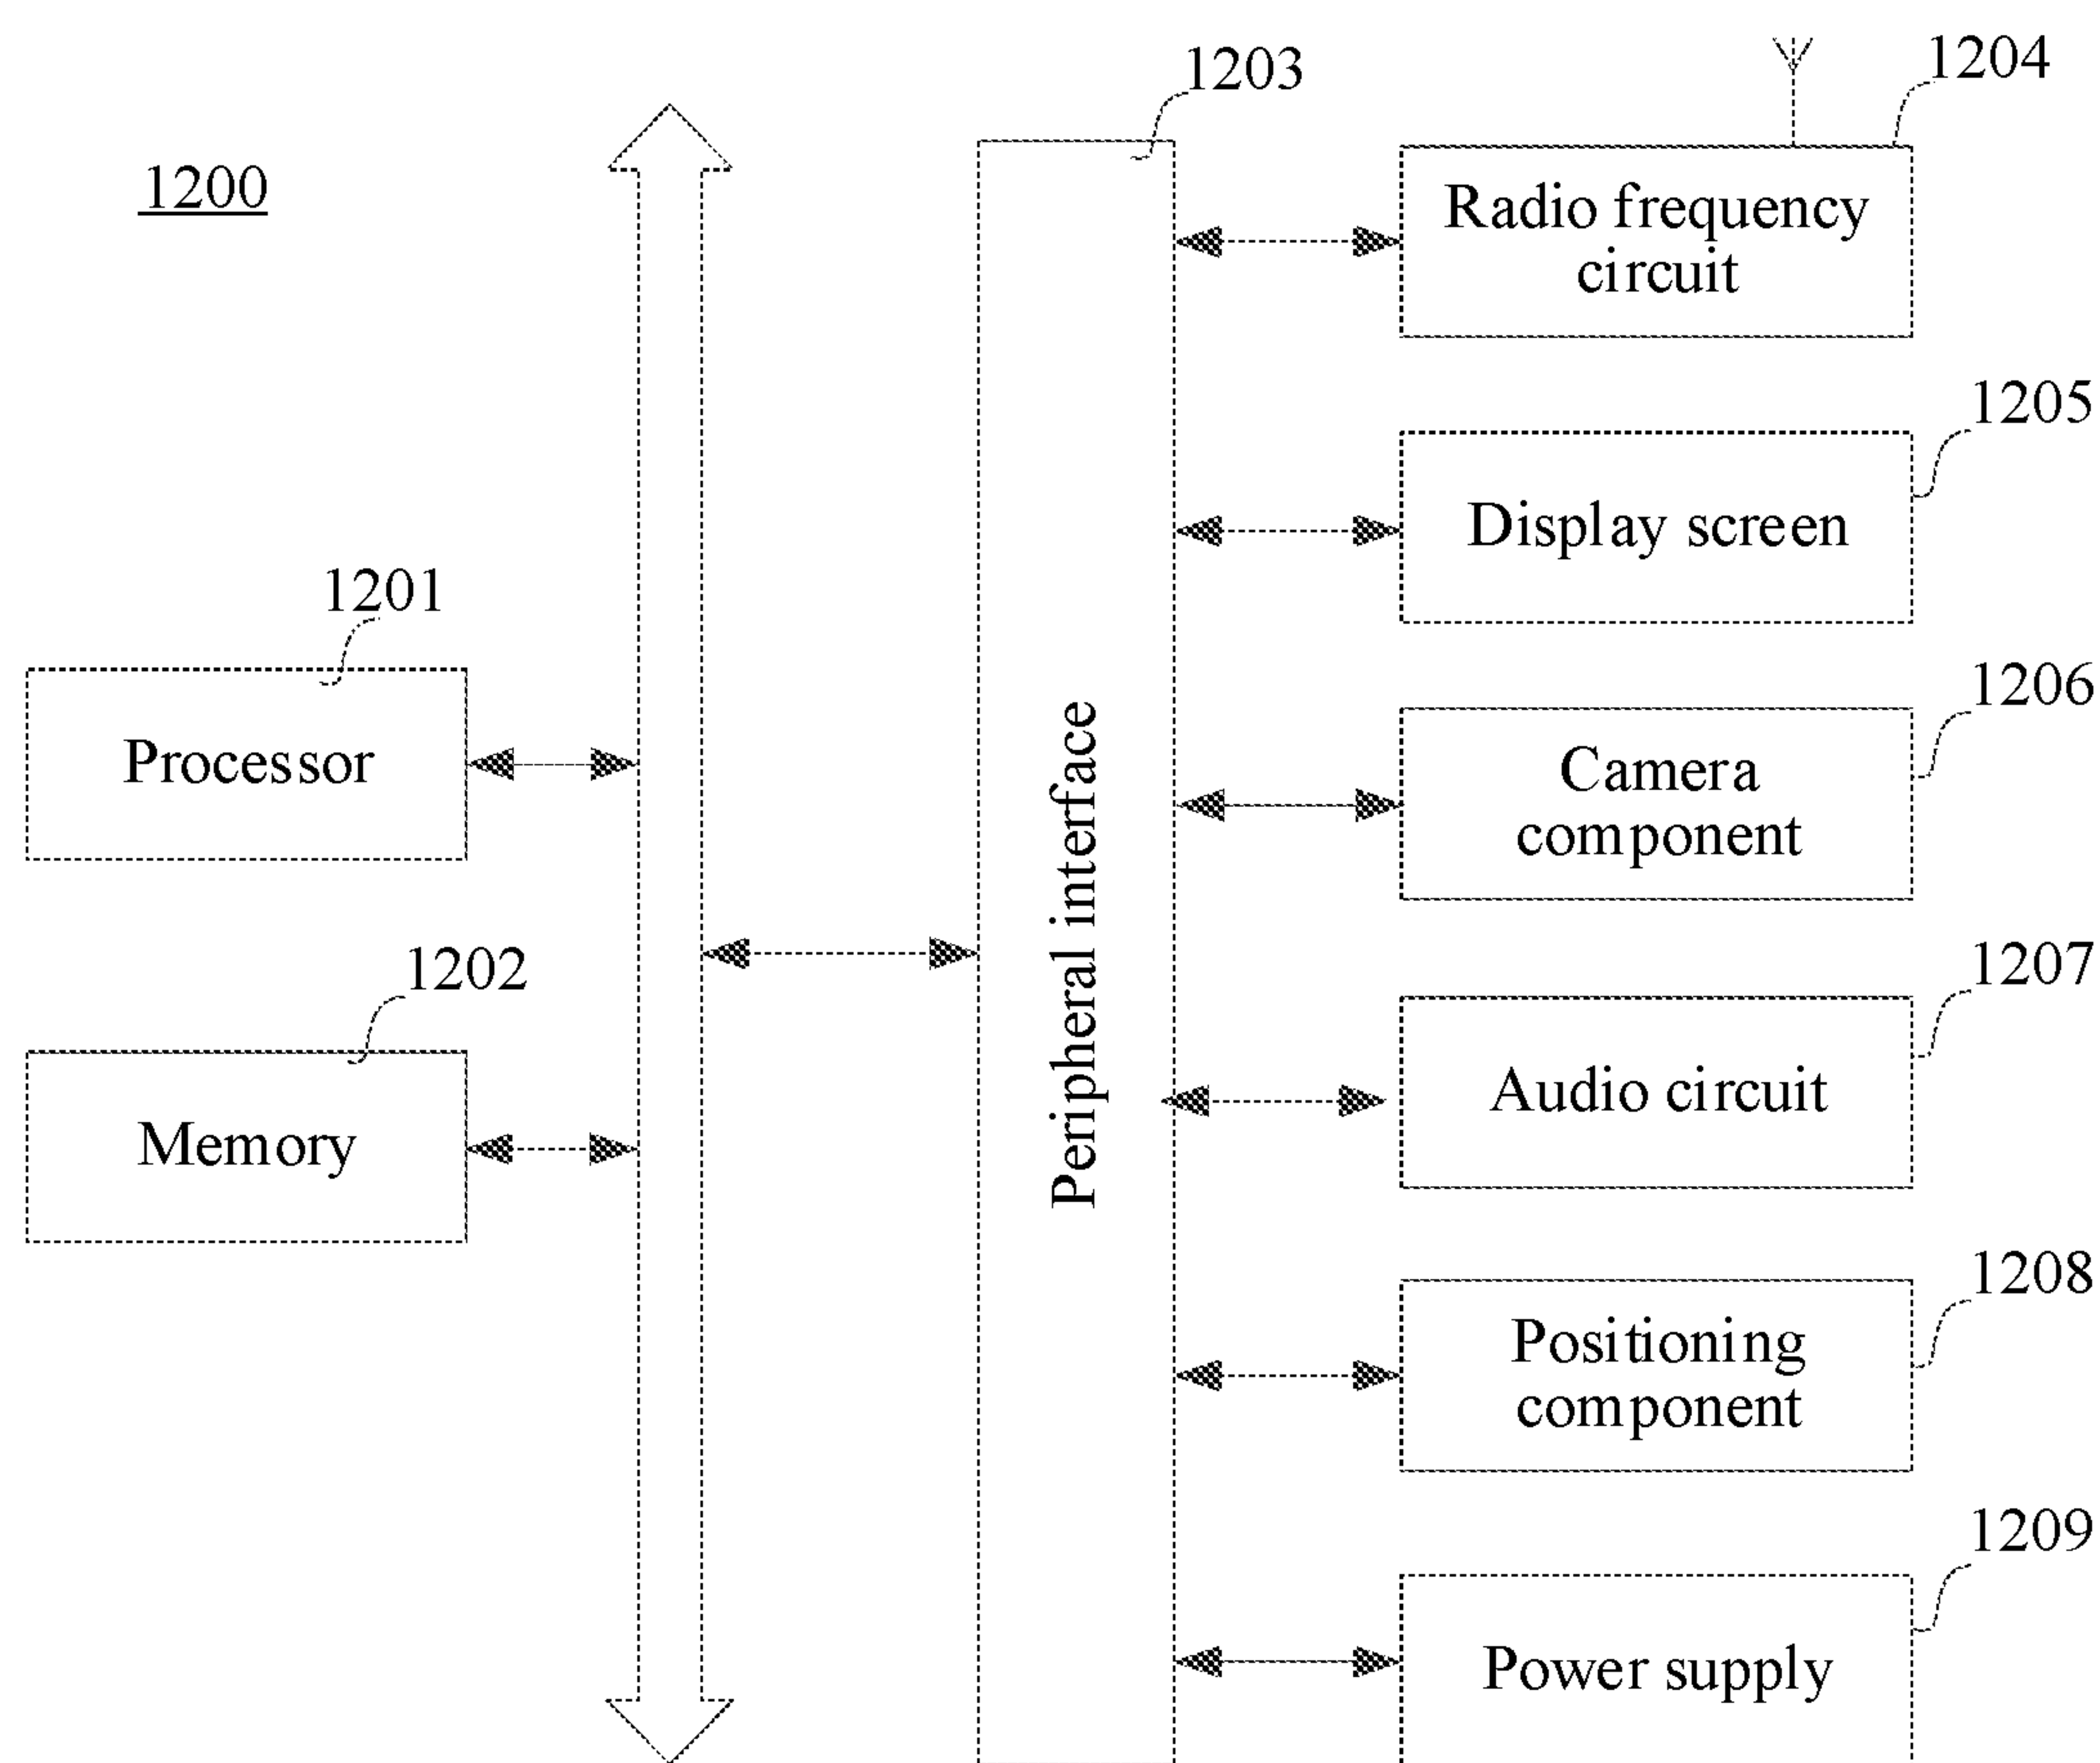 1200
1203
1204
Radio frequency
circuit
1205
Display screen
1201
Processor
1206
Camera
component
Peripheral interface
1202
Memory
1207
Audio circuit
1208
Positioning
component
1209
Power supply